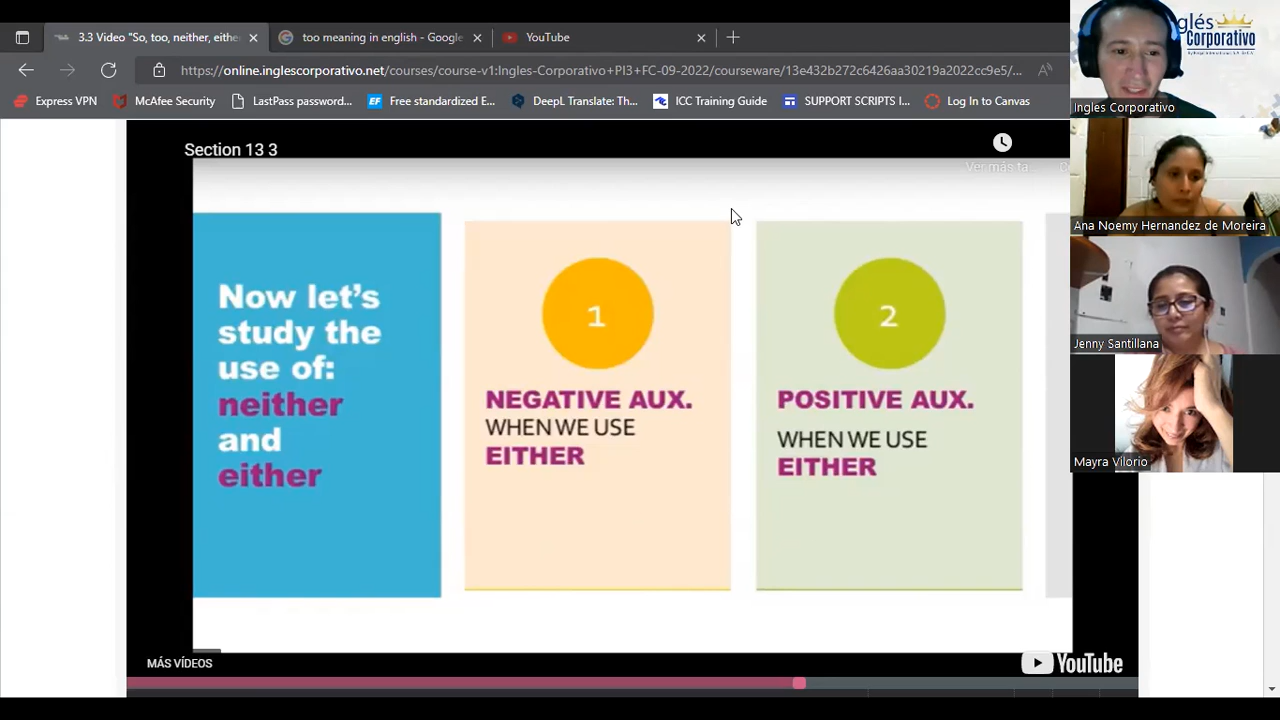 3.3 Video "So, too, neither, eithe
too meaning in english - Google
YouTube
https://online.inglescorporativo.net/courses/course-v1:Ingles-Corporativo+PI3+FC-09-2022/courseware/13e432b272c6426aa30219a2022cc9e5/...
Express VPN
McAfee Security
LastPass password...
Free standardized E...
DeepL Translate: Th...
ICC Training Guide
SUPPORT SCRIPTS I...
Log In to Canvas
Section 13 3
Ver más ta
Now let's
study the
use of:
neither
and
either
1
NEGATIVE AUX.
WHEN WE USE
EITHER
2
POSITIVE AUX.
WHEN WE USE
EITHER
MÁS VÍDEOS
YouTube
glés
Corporativo
Ingles Corporativo
Ana Noemy Hernandez de Moreira
Jenny Santillana
Mayra Vilorio